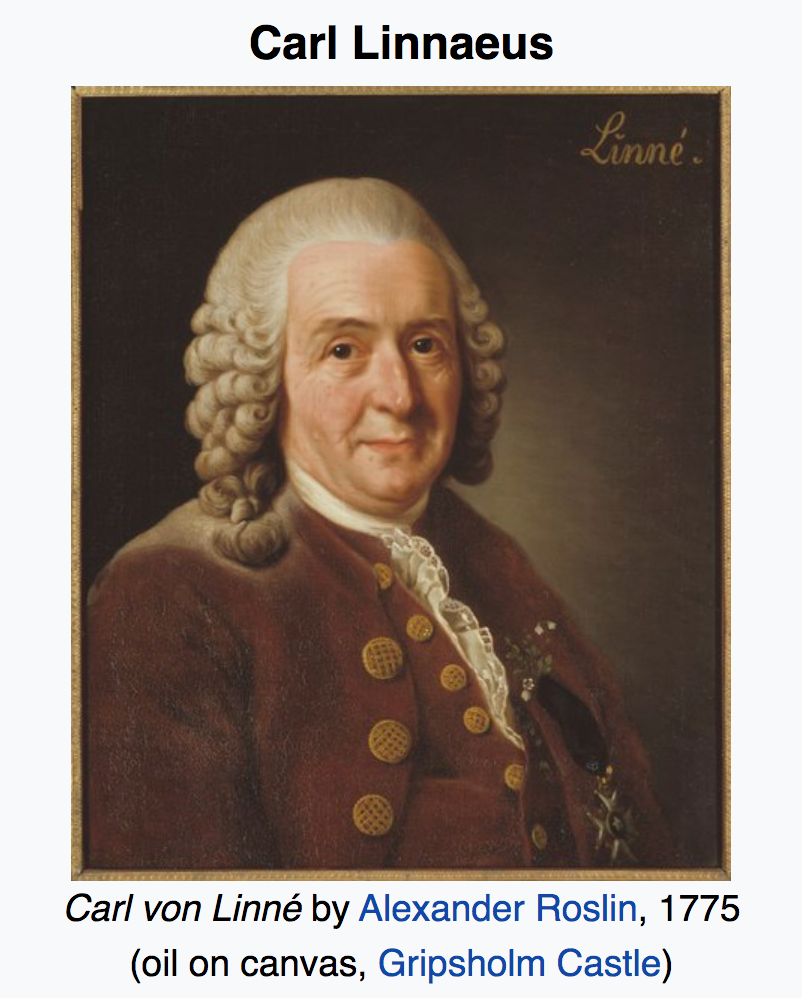 Carl Linnaeus
Linné.
Carl von Linné by Alexander Roslin, 1775
(oil on canvas, Gripsholm Castle)